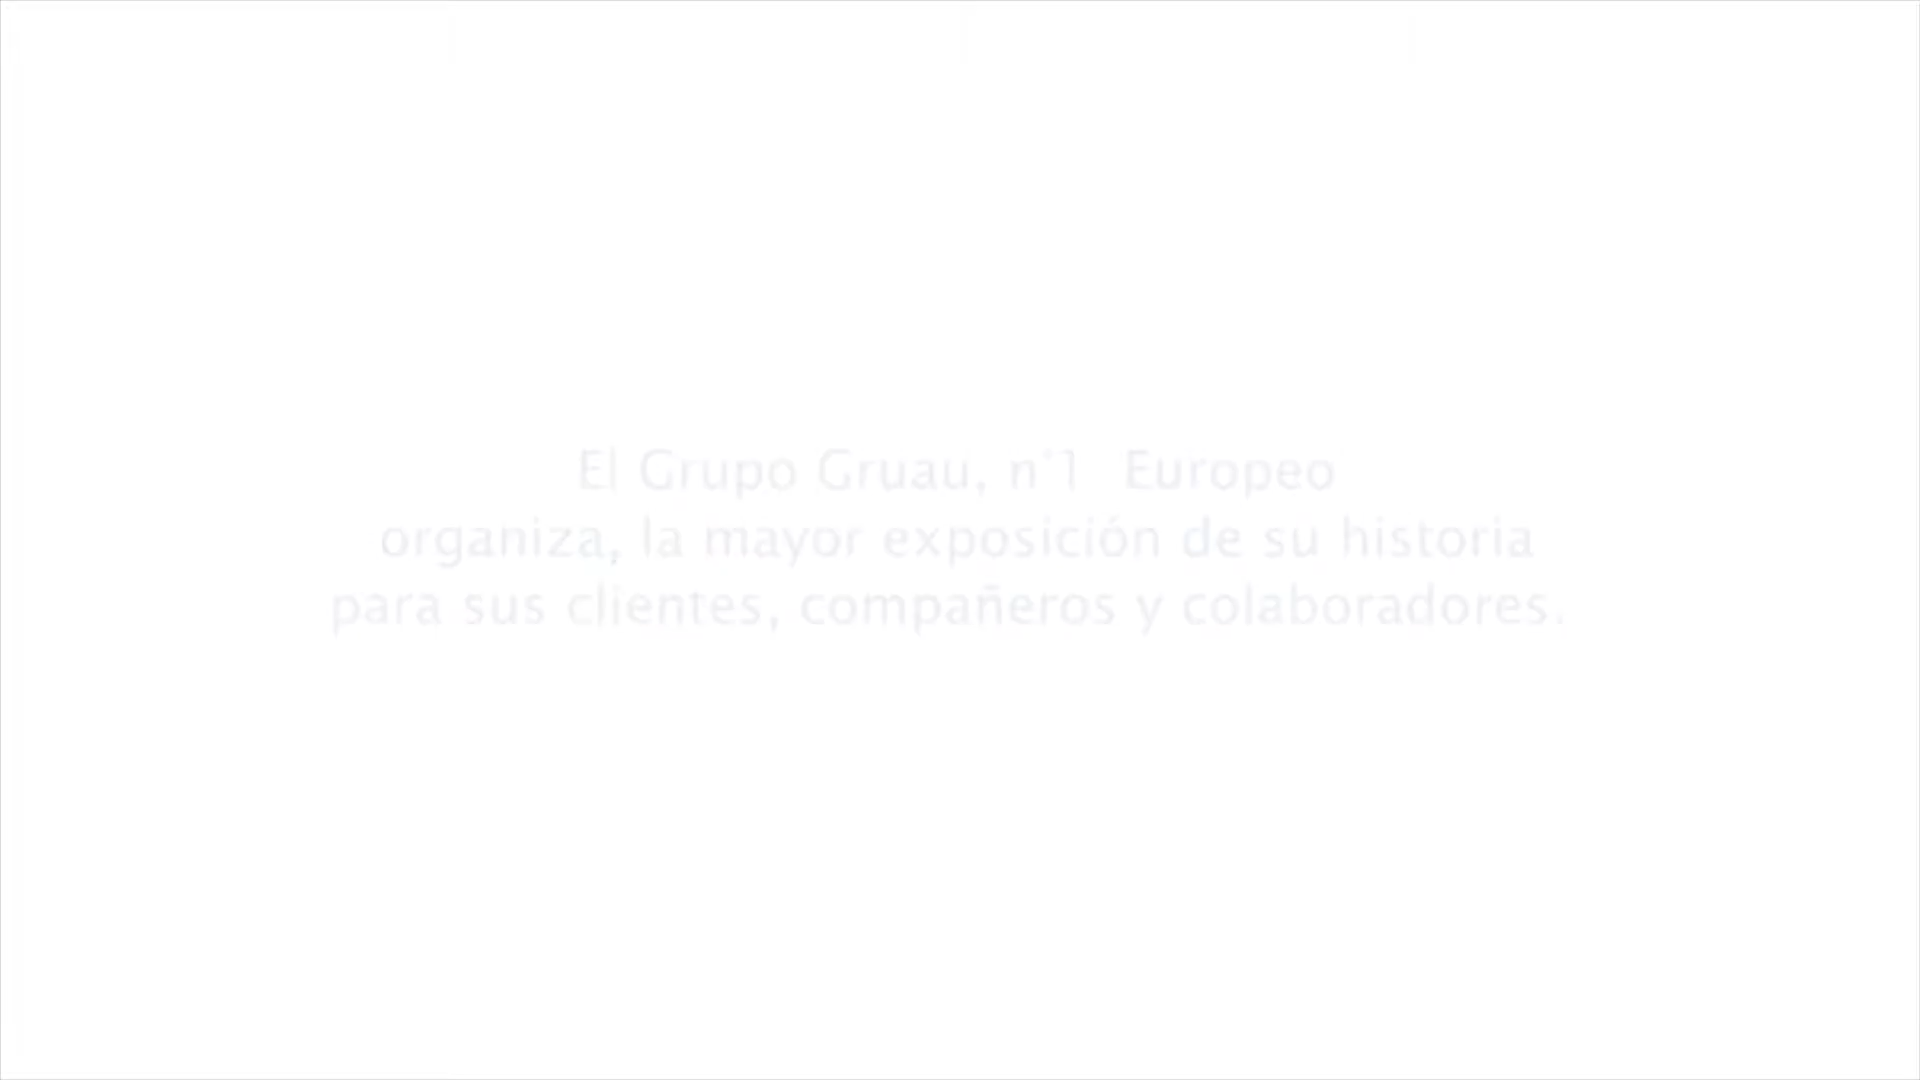 El Grupo Gruau, n°1 Europeo
organiza, la mayor exposición de su historia
para sus clientes, compañeros y colaboradores.